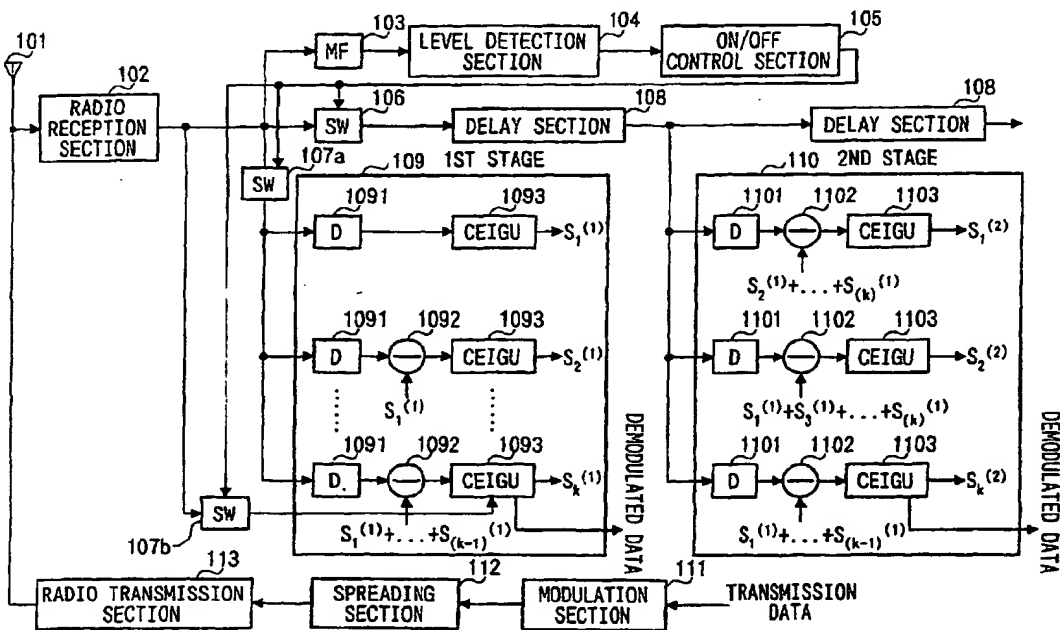 101
102
RADIO
RECEPTION
SECTION
103
MF
104
LEVEL DETECTION
SECTION
105
ON/OFF
CONTROL SECTION
106
SW
108
DELAY SECTION
108
DELAY SECTION
107a
SW
109
1ST STAGE
110
2ND STAGE
1091
D
1093
CEIGU
S₁⁽¹⁾
1101
D
1102
—
1103
CEIGU
S₁⁽²⁾
S₂⁽¹⁾+...+S₍ₖ₎⁽¹⁾
1091
D
1092
—
1093
CEIGU
S₂⁽¹⁾
S₁⁽¹⁾
1101
D
1102
—
1103
CEIGU
S₂⁽²⁾
S₁⁽¹⁾+S₃⁽¹⁾+...+S₍ₖ₎⁽¹⁾
1091
D.
1092
—
1093
CEIGU
Sₖ⁽¹⁾
S₁⁽¹⁾+...+S₍ₖ₋₁₎⁽¹⁾
DEMODULATED DATA
1101
D
1102
—
1103
CEIGU
Sₖ⁽²⁾
S₁⁽¹⁾+...+S₍ₖ₋₁₎⁽¹⁾
DEMODULATED DATA
SW
107b
113
RADIO TRANSMISSION
SECTION
112
SPREADING
SECTION
111
MODULATION
SECTION
TRANSMISSION
DATA